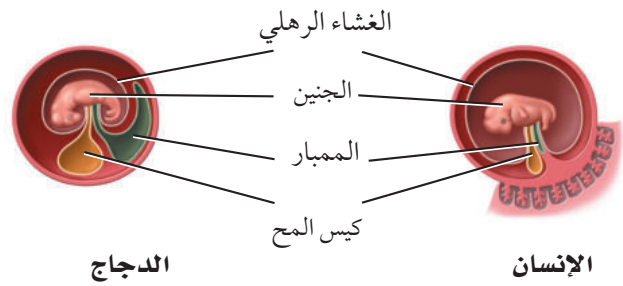 الغشاء الرهلي
الجنين
الممبار
كيس المح
الإنسان
الدجاج